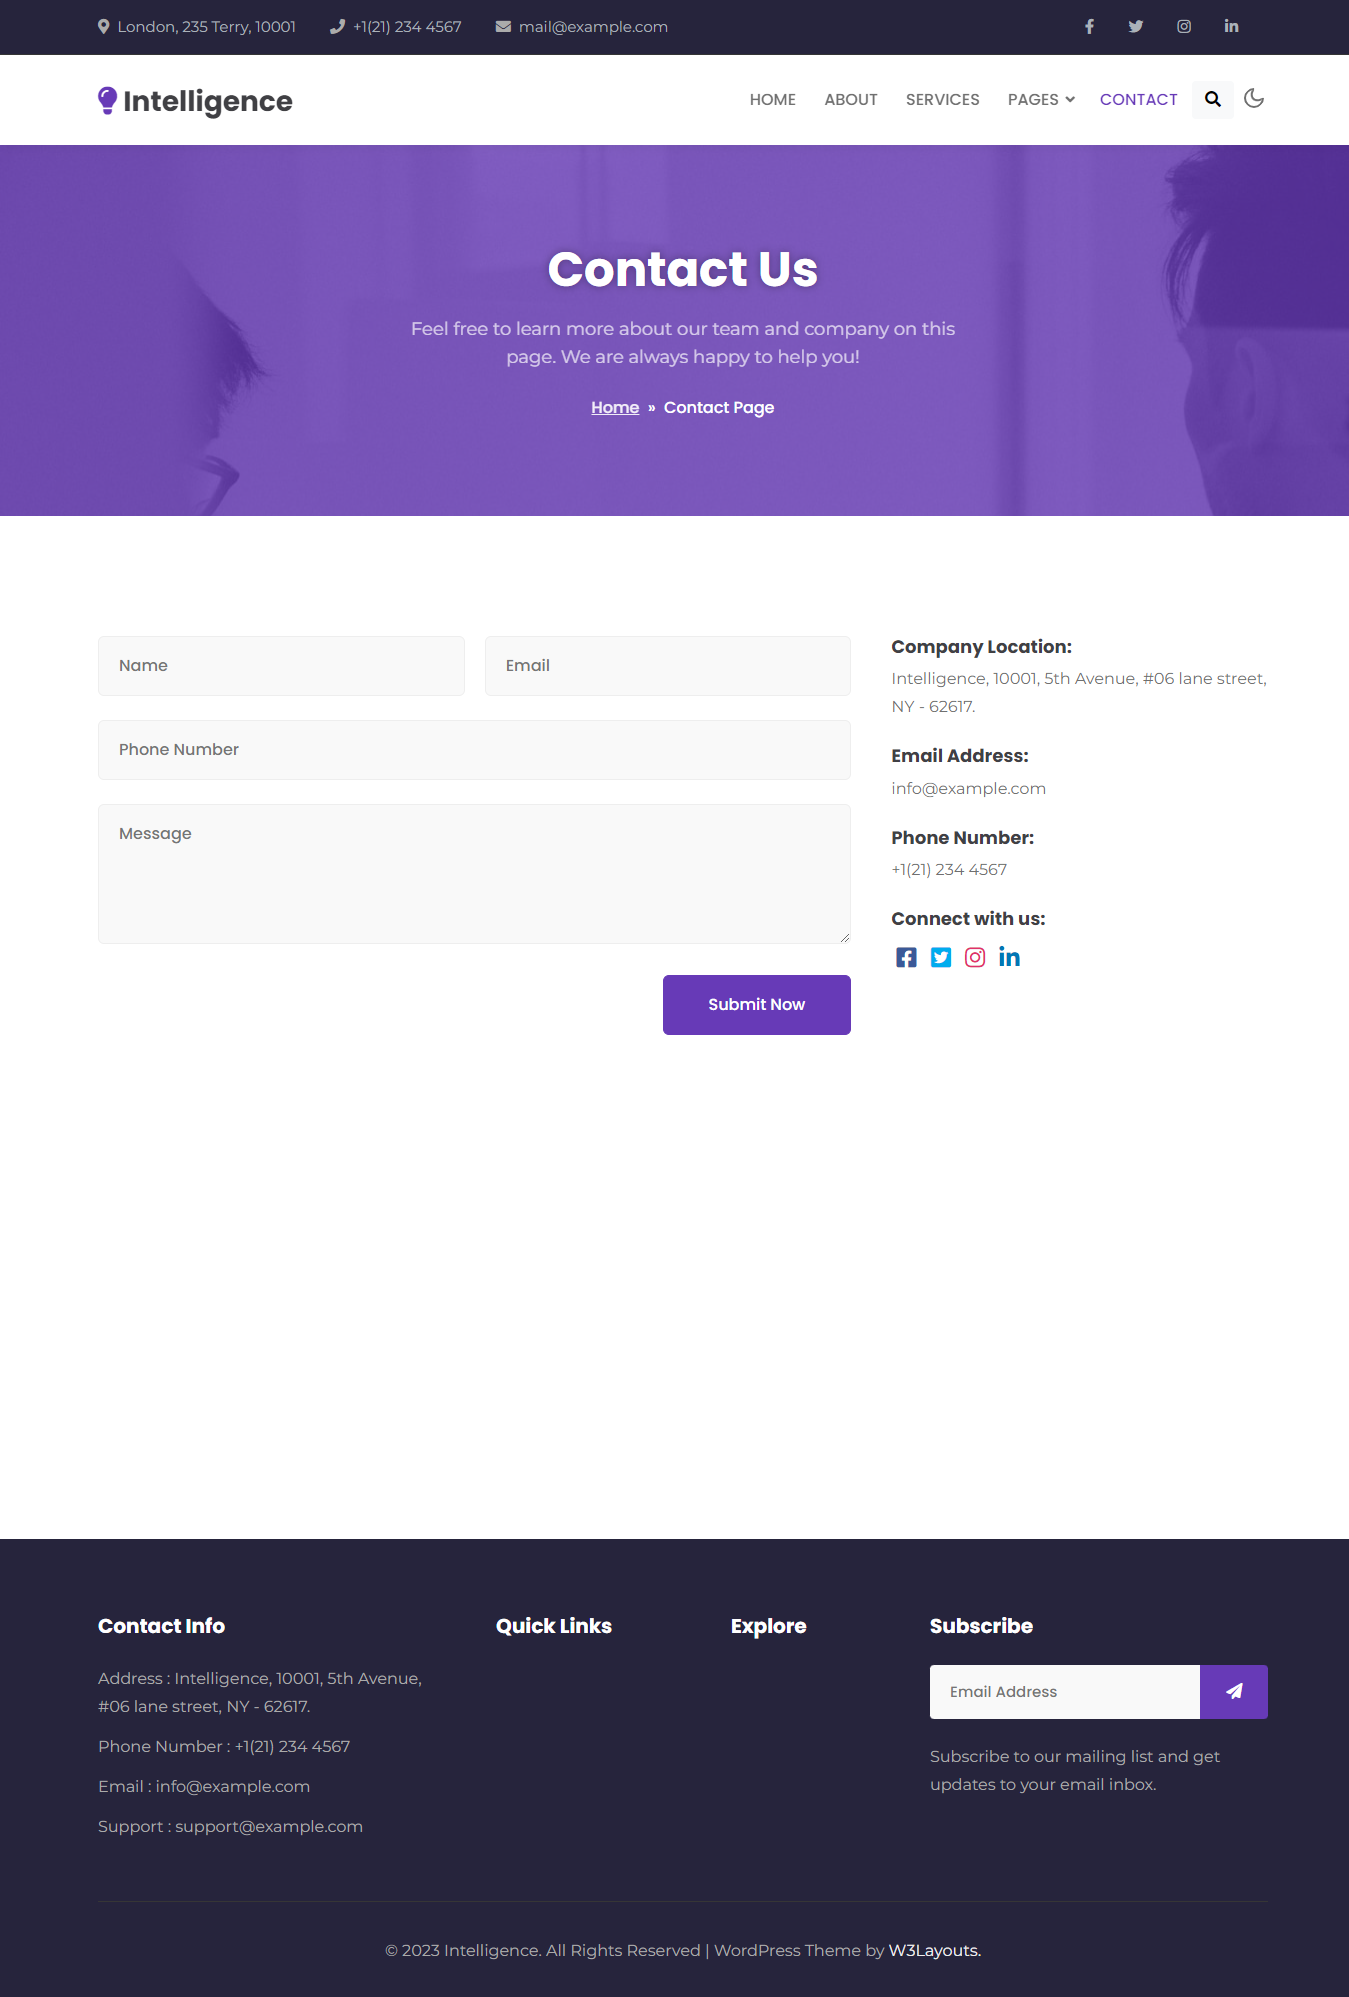 London, 235 Terry, 10001 +1(21) 234 4567 mail@example.com
Intelligence
HOME ABOUT SERVICES PAGES CONTACT
Contact Us
Feel free to learn more about our team and company on this
page. We are always happy to help you!
Home » Contact Page
Name
Email
Phone Number
Message
Submit Now
Company Location:
Intelligence, 10001, 5th Avenue, #06 lane street,
NY - 62617.
Email Address:
info@example.com
Phone Number:
+1(21) 234 4567
Connect with us:
Contact Info
Address : Intelligence, 10001, 5th Avenue,
#06 lane street, NY - 62617.
Phone Number : +1(21) 234 4567
Email : info@example.com
Support : support@example.com
Quick Links
Explore
Subscribe
Email Address
Subscribe to our mailing list and get
updates to your email inbox.
© 2023 Intelligence. All Rights Reserved | WordPress Theme by W3Layouts.